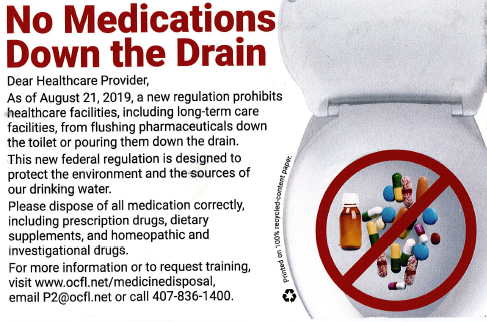 No Medications
Down the Drain
Dear Healthcare Provider,
As of August 21, 2019, a new regulation prohibits
healthcare facilities, including long-term care
facilities, from flushing pharmaceuticals down
the toilet or pouring them down the drain.
This new federal regulation is designed to
protect the environment and the sources of
our drinking water.
Please dispose of all medication correctly,
including prescription drugs, dietary
supplements, and homeopathic and
investigational drugs.
For more information or to request training,
visit www.ocfl.net/medicinedisposal,
email P2@ocfl.net or call 407-836-1400.
Printed on 100% recycled-content paper.